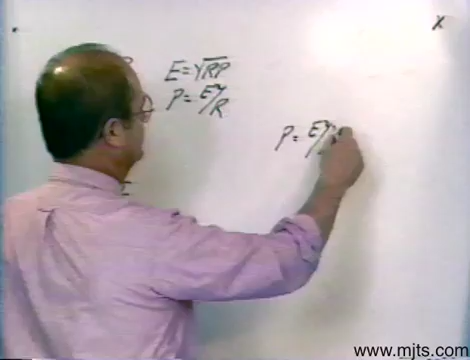 X
E = √RP
P = E²/R
P = E²/
www.mjts.com